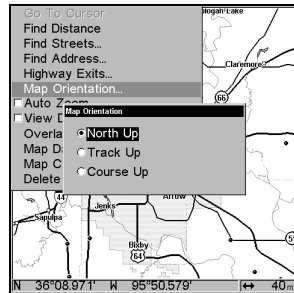 Go To Cursor
Find Distance
Find Streets...
Find Address...
Highway Exits...
Map Orientation...
Auto Zoom
View D
Overla
Map D
Map C
Delete
Map Orientation
North Up
Track Up
Course Up
Claremore
66
44
Jenks
Sapulpa
Bixby
64
N 36°08.971' W 95°50.579' ↔ 40m